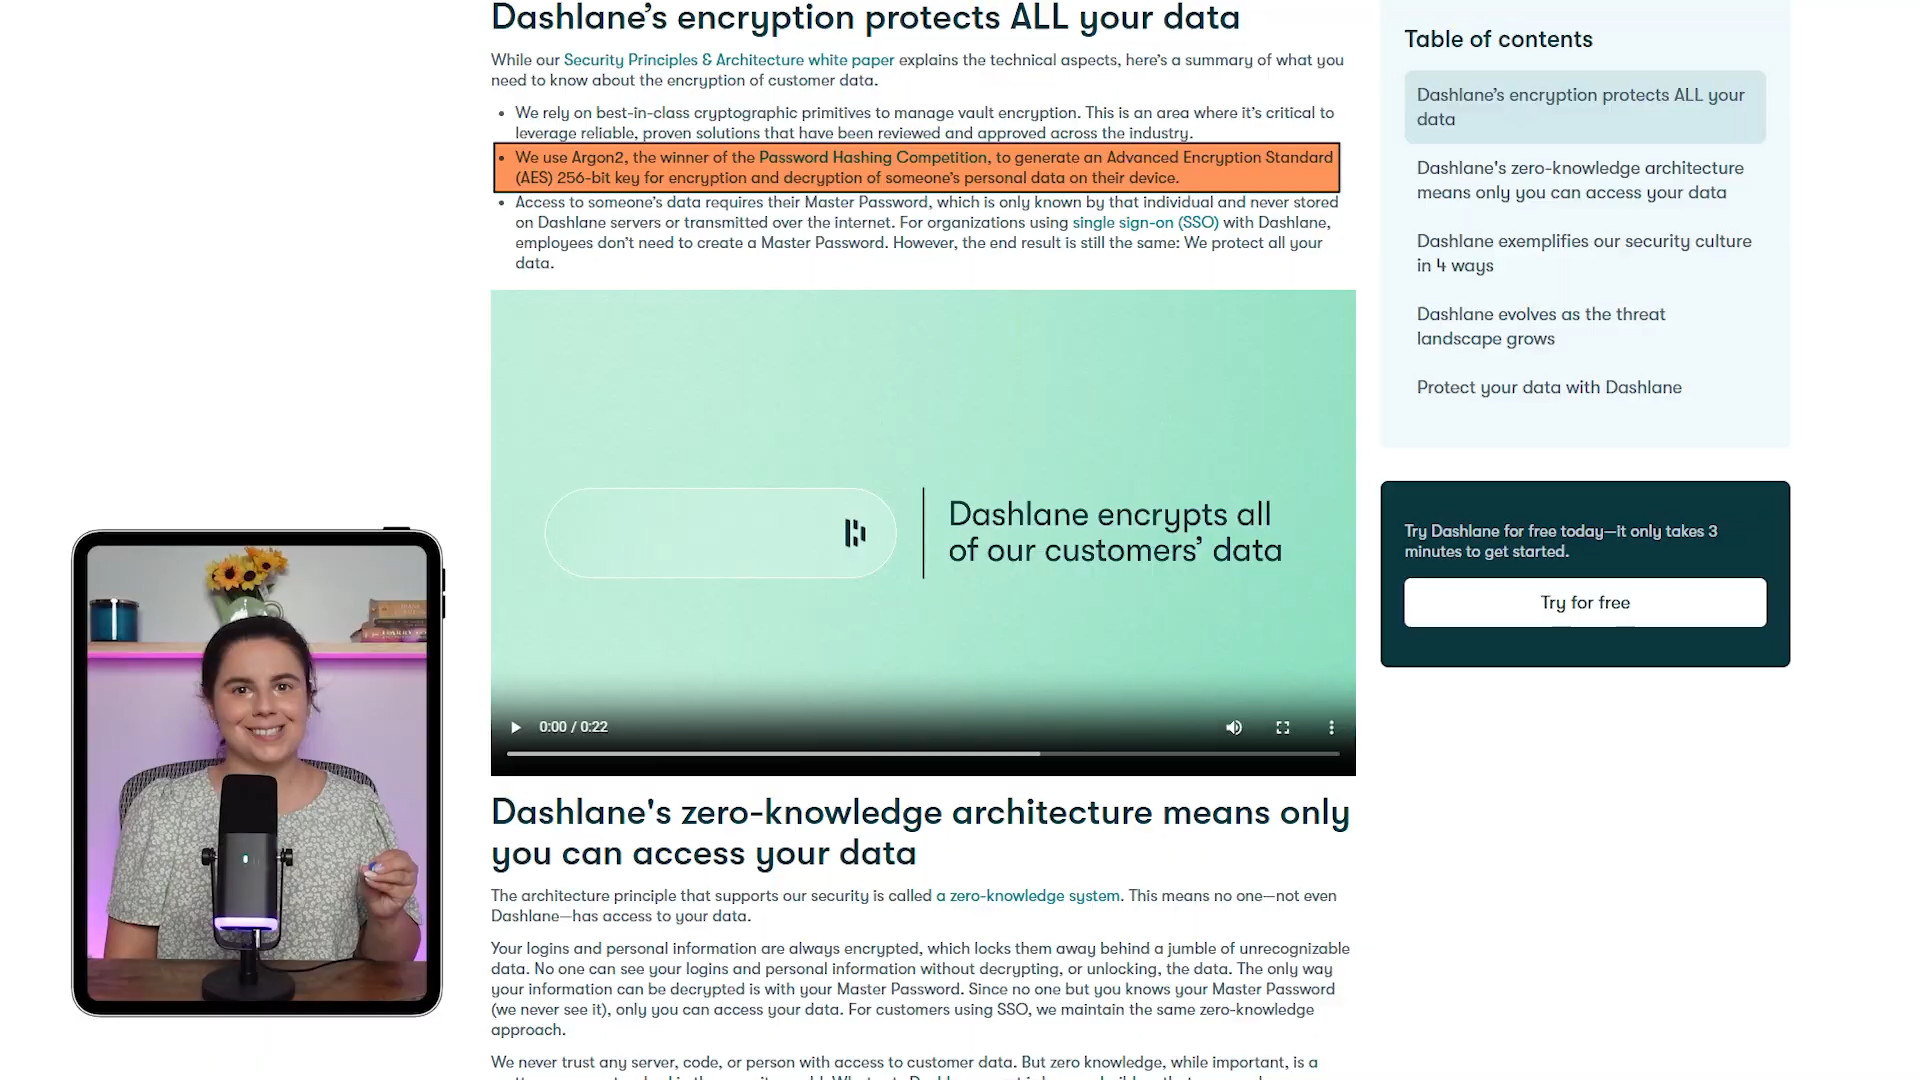 Dashlane’s encryption protects ALL your data
While our Security Principles & Architecture white paper explains the technical aspects, here’s a summary of what you
need to know about the encryption of customer data.
• We rely on best-in-class cryptographic primitives to manage vault encryption. This is an area where it’s critical to
leverage reliable, proven solutions that have been reviewed and approved across the industry.
• We use Argon2, the winner of the Password Hashing Competition, to generate an Advanced Encryption Standard
(AES) 256-bit key for encryption and decryption of someone’s personal data on their device.
• Access to someone’s data requires their Master Password, which is only known by that individual and never stored
on Dashlane servers or transmitted over the internet. For organizations using single sign-on (SSO) with Dashlane,
employees don’t need to create a Master Password. However, the end result is still the same: We protect all your
data.
Dashlane encrypts all
of our customers’ data
0:00 / 0:22
Dashlane's zero-knowledge architecture means only
you can access your data
The architecture principle that supports our security is called a zero-knowledge system. This means no one—not even
Dashlane—has access to your data.
Your logins and personal information are always encrypted, which locks them away behind a jumble of unrecognizable
data. No one can see your logins and personal information without decrypting, or unlocking, the data. The only way
your information can be decrypted is with your Master Password. Since no one but you knows your Master Password
(we never see it), only you can access your data. For customers using SSO, we maintain the same zero-knowledge
approach.
We never trust any server, code, or person with access to customer data. But zero knowledge, while important, is a
Table of contents
Dashlane’s encryption protects ALL your
data
Dashlane's zero-knowledge architecture
means only you can access your data
Dashlane exemplifies our security culture
in 4 ways
Dashlane evolves as the threat
landscape grows
Protect your data with Dashlane
Try Dashlane for free today—it only takes 3
minutes to get started.
Try for free